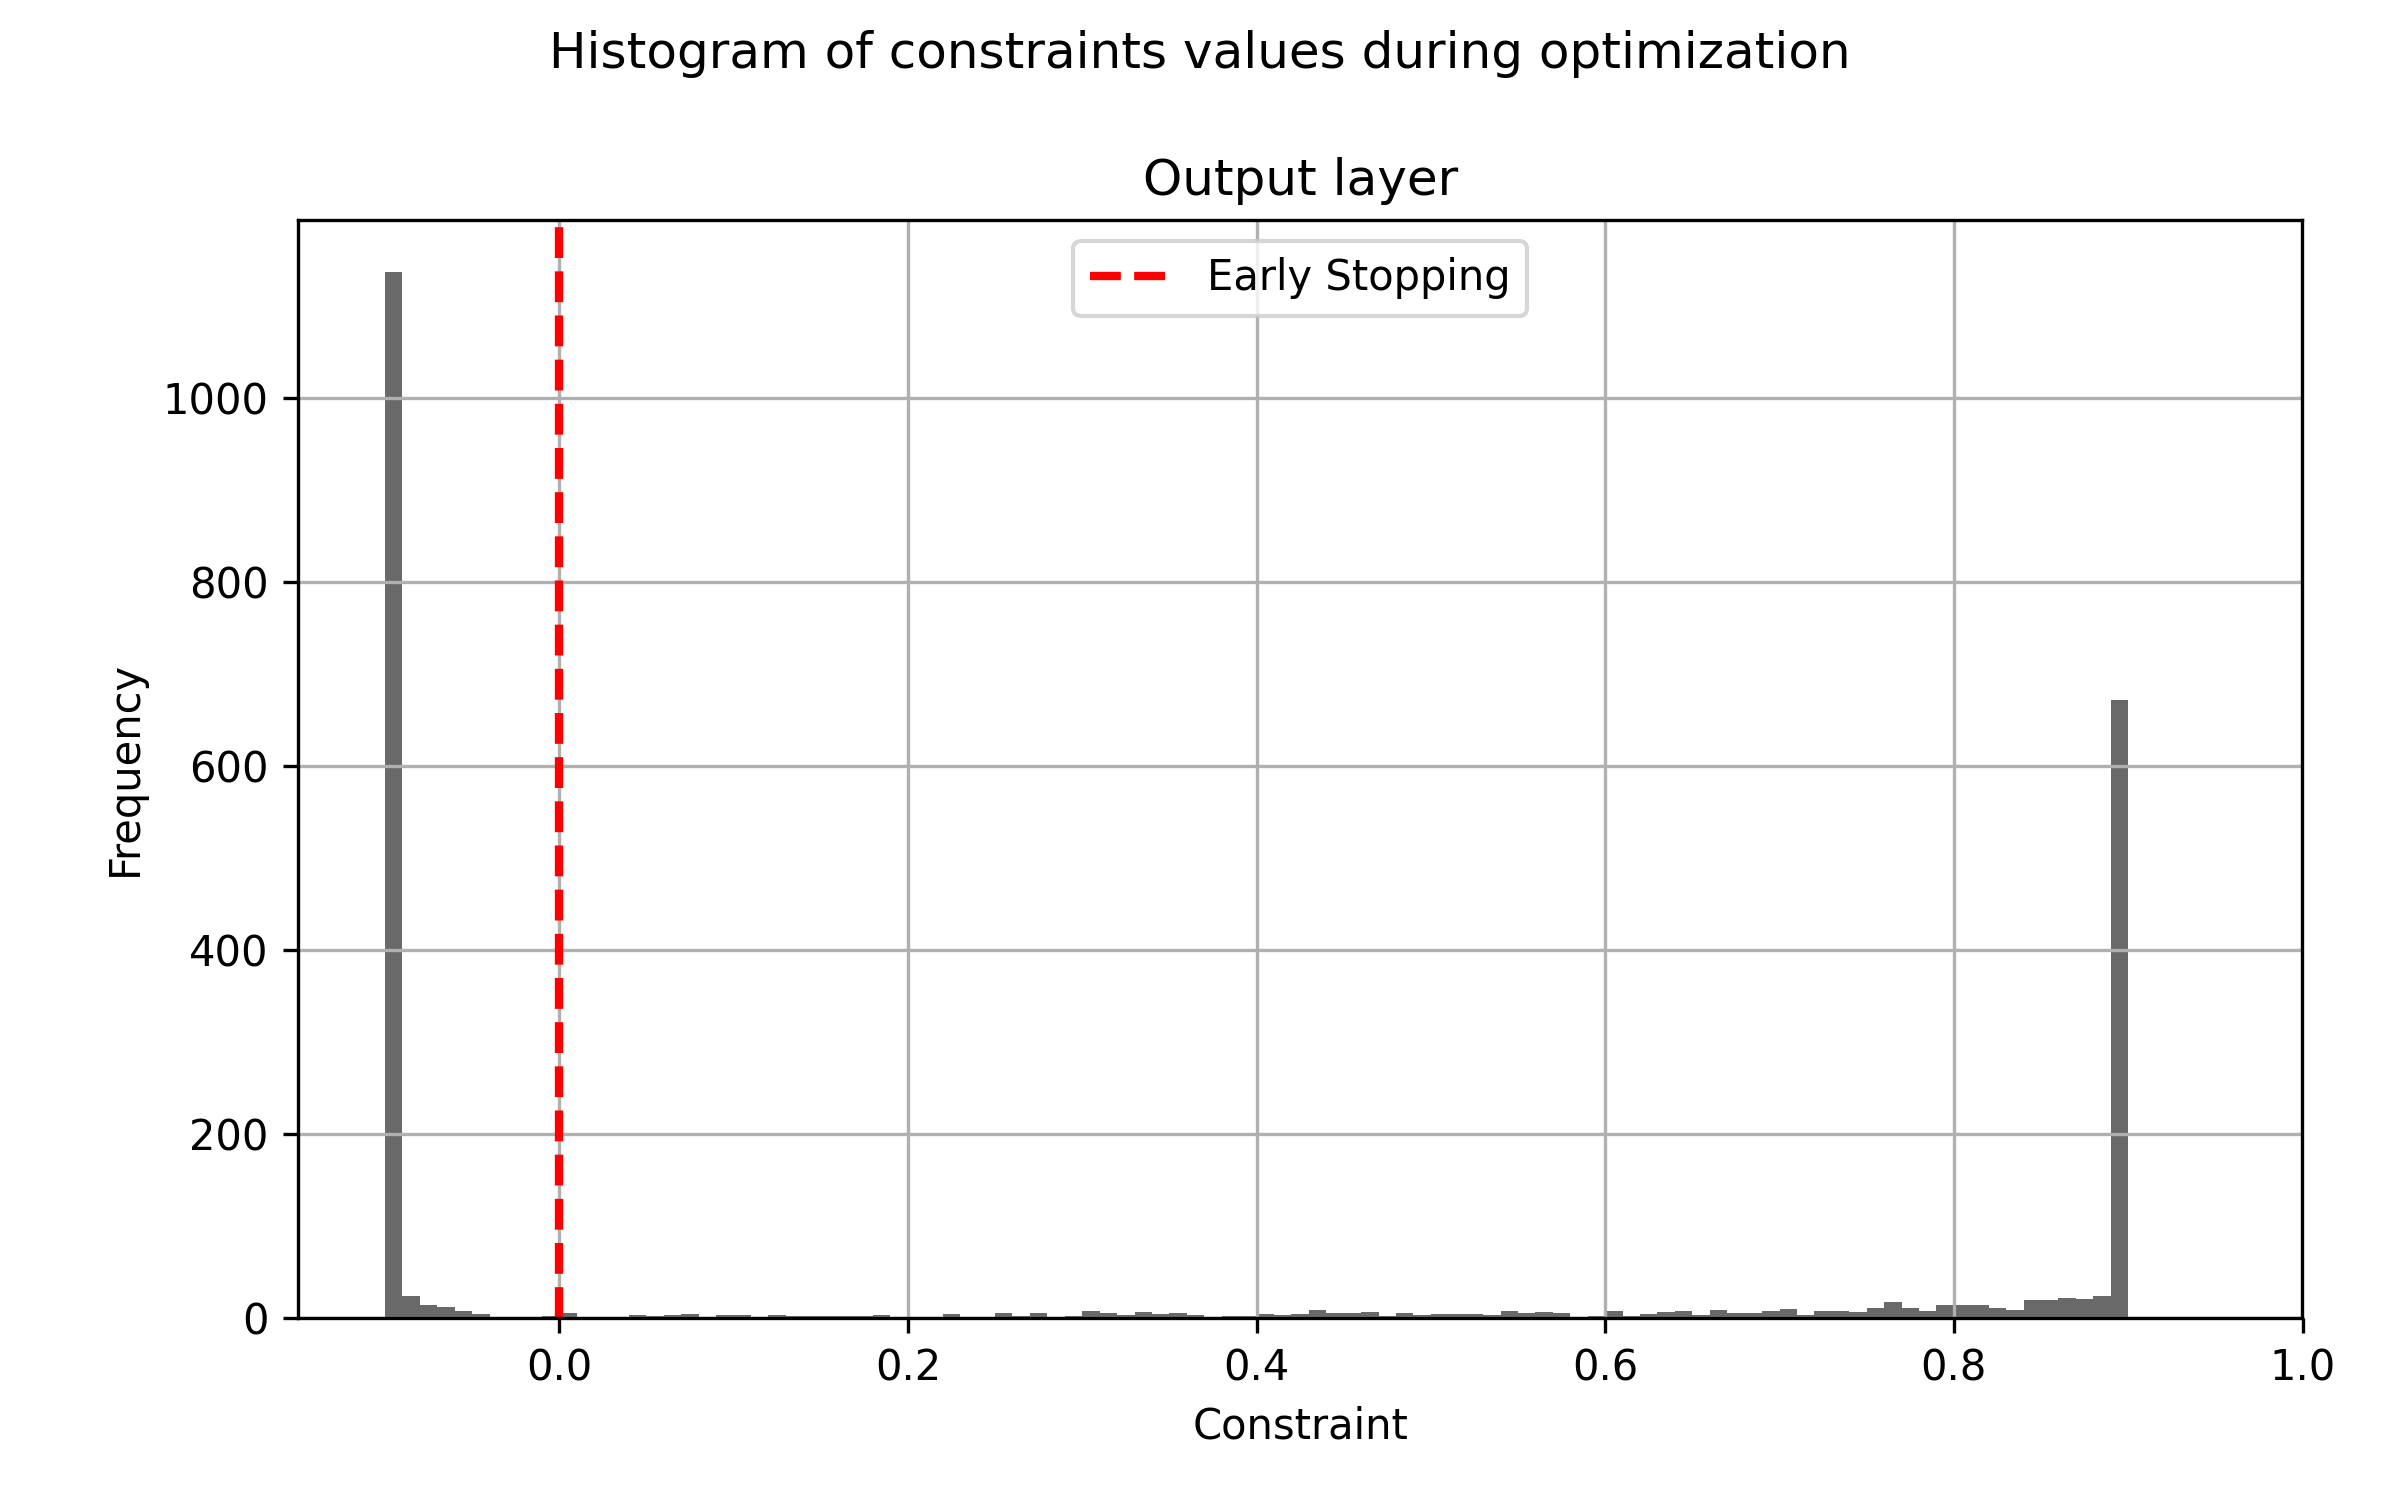 Histogram of constraints values during optimization
Output layer
Early Stopping
Frequency
1000
800
600
400
200
0
0.0 0.2 0.4 0.6 0.8 1.0
Constraint